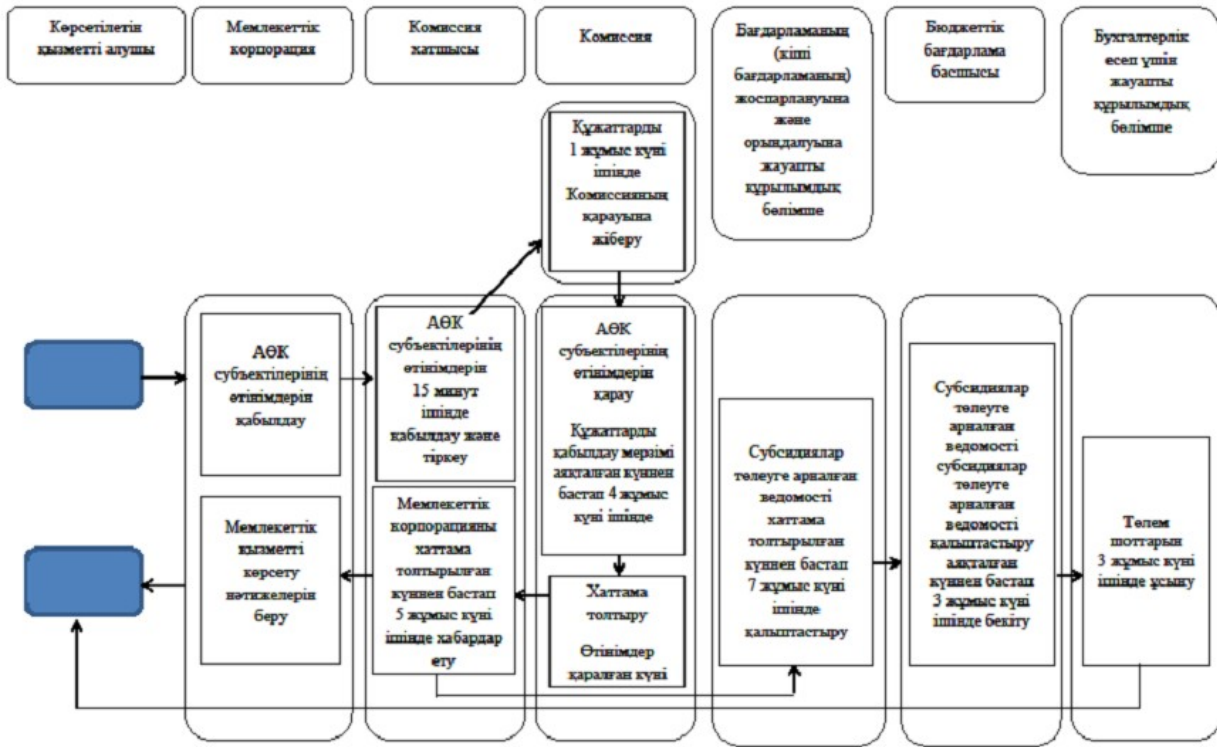 Көрсетілетін
қызметті алушы
Мемлекеттік
корпорация
Комиссия
хатшысы
Комиссия
Бағдарламаның
(кіші
бағдарламаның)
жоспарлануына
және
орындалуына
жауапты
құрылымдық
бөлімше
Бюджеттік
бағдарлама
басшысы
Бухгалтерлік
есеп үшін
жауапты
құрылымдық
бөлімше
Құжаттарды
1 жұмыс күні
ішінде
Комиссияның
қарауына
жіберу
АӨК
субъектілерінің
өтінімдерін
қабылдау
АӨК
субъектілерінің
өтінімдерін
15 минут
ішінде
қабылдау және
тіркеу
АӨК
субъектілерінің
өтінімдерін
қарау
Құжаттарды
қабылдау мерзімі
аяқталған күннен
бастап 4 жұмыс
күні ішінде
Субсидиялар
төлеуге арналған
ведомості
хаттама
толтырылған
күннен бастап
7 жұмыс күні
ішінде
қалыптастыру
Субсидиялар
төлеуге
арналған
ведомості
субсидиялар
төлеуге
арналған
ведомості
қалыптастыру
аяқталған
күннен бастап
3 жұмыс күні
ішінде бекіту
Төлем
шоттарын
3 жұмыс күні
ішінде ұсыну
Мемлекеттік
қызметті
көрсету
нәтижелерін
беру
Мемлекеттік
корпорацияны
хаттама
толтырылған
күннен бастап
5 жұмыс күні
ішінде хабардар
ету
Хаттама
толтыру
Өтінімдер
қаралған күні